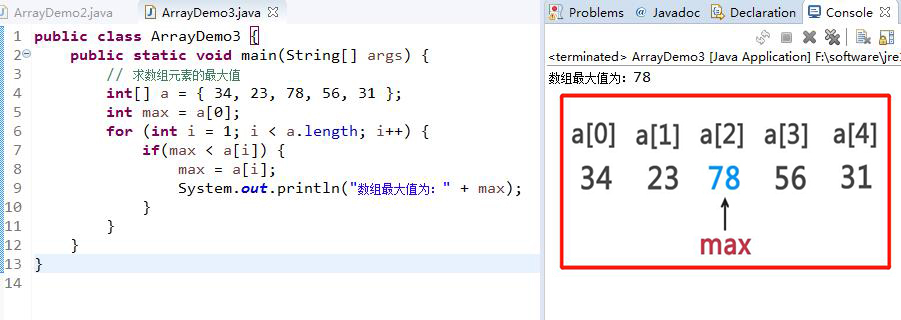 ArrayDemo2.java
ArrayDemo3.java
1 public class ArrayDemo3 {
2 public static void main(String[] args) {
3 // 求数组元素的最大值
4 int[] a = { 34, 23, 78, 56, 31 };
5 int max = a[0];
6 for (int i = 1; i < a.length; i++) {
7 if(max < a[i]) {
8 max = a[i];
9 System.out.println("数组最大值为：" + max);
10 }
11 }
12 }
13 }
14
Problems @ Javadoc Declaration Console
<terminated> ArrayDemo3 [Java Application] F:\software\jre
数组最大值为：78
a[0] a[1] a[2] a[3] a[4]
34 23 78 56 31
max